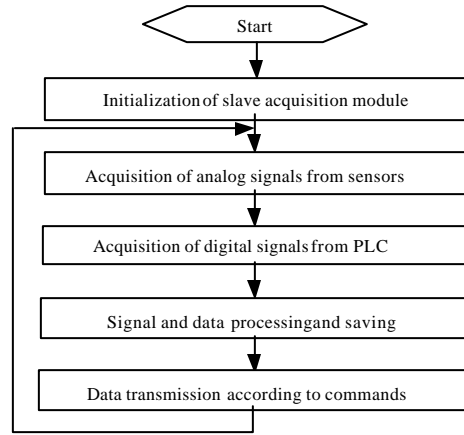 Start
Initialization of slave acquisition module
Acquisition of analog signals from sensors
Acquisition of digital signals from PLC
Signal and data processingand saving
Data transmission according to commands